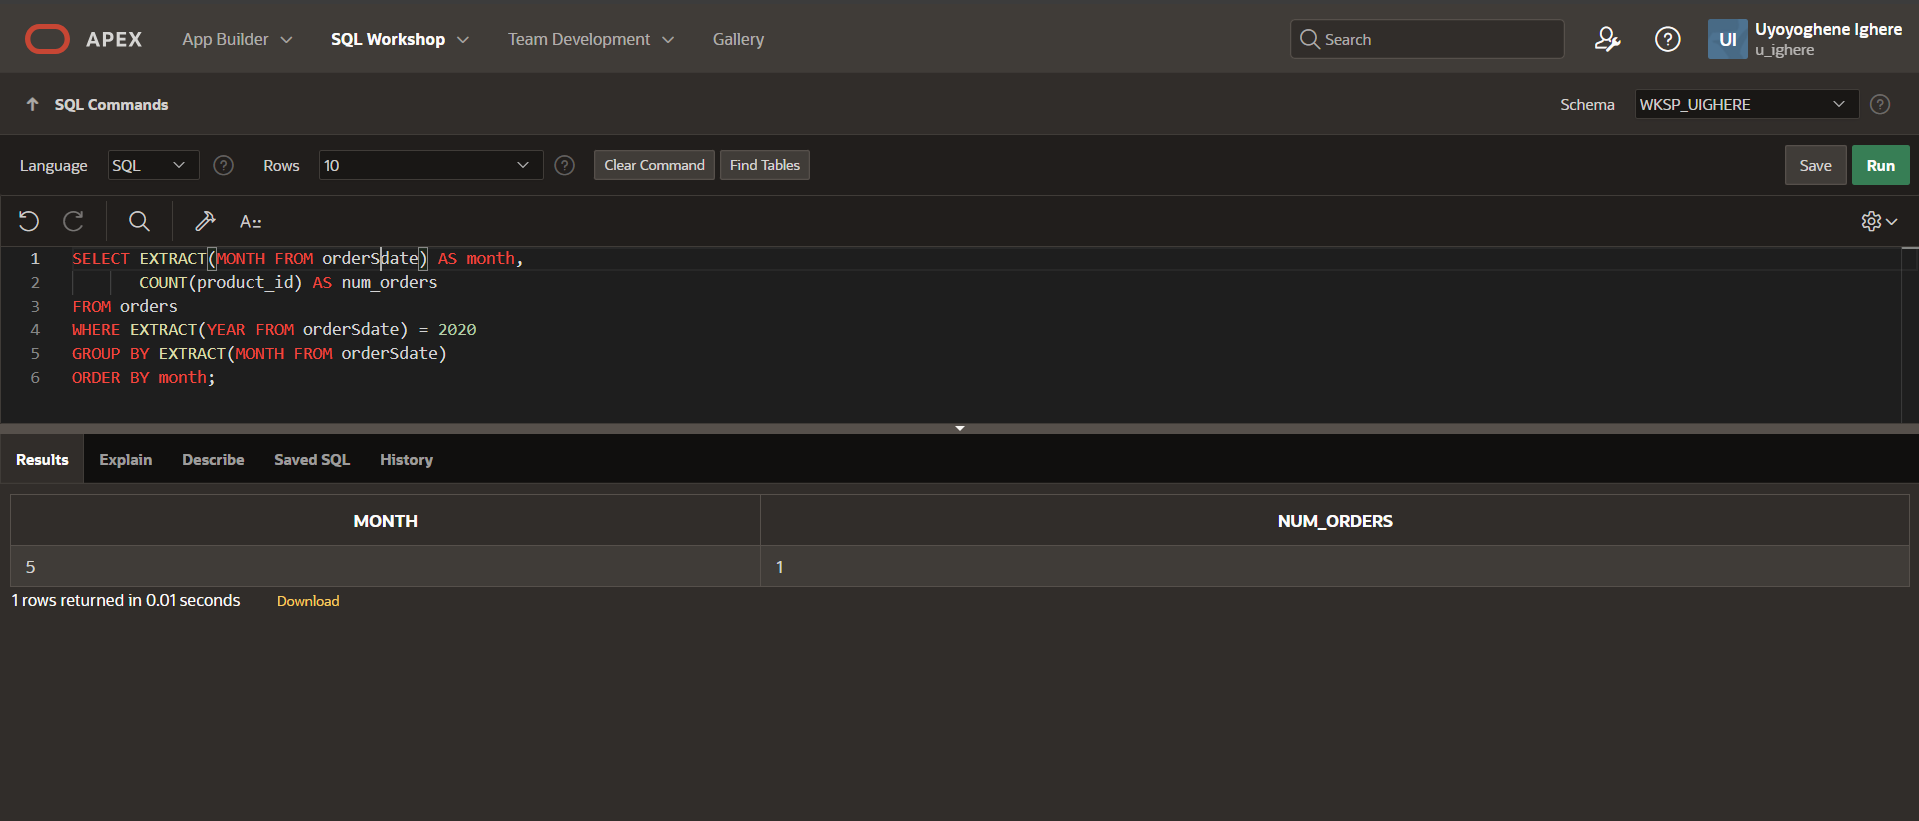 APEX App Builder SQL Workshop Team Development Gallery Search ? UI Uyoyoghene Ighere
u_ighere
SQL Commands Schema WKSP_UIGHERE ?
Language SQL ? Rows 10 ? Clear Command Find Tables Save Run
A::
1 SELECT EXTRACT(MONTH FROM orderSdate) AS month,
2 COUNT(product_id) AS num_orders
3 FROM orders
4 WHERE EXTRACT(YEAR FROM orderSdate) = 2020
5 GROUP BY EXTRACT(MONTH FROM orderSdate)
6 ORDER BY month;
Results Explain Describe Saved SQL History
MONTH NUM_ORDERS
5 1
1 rows returned in 0.01 seconds Download